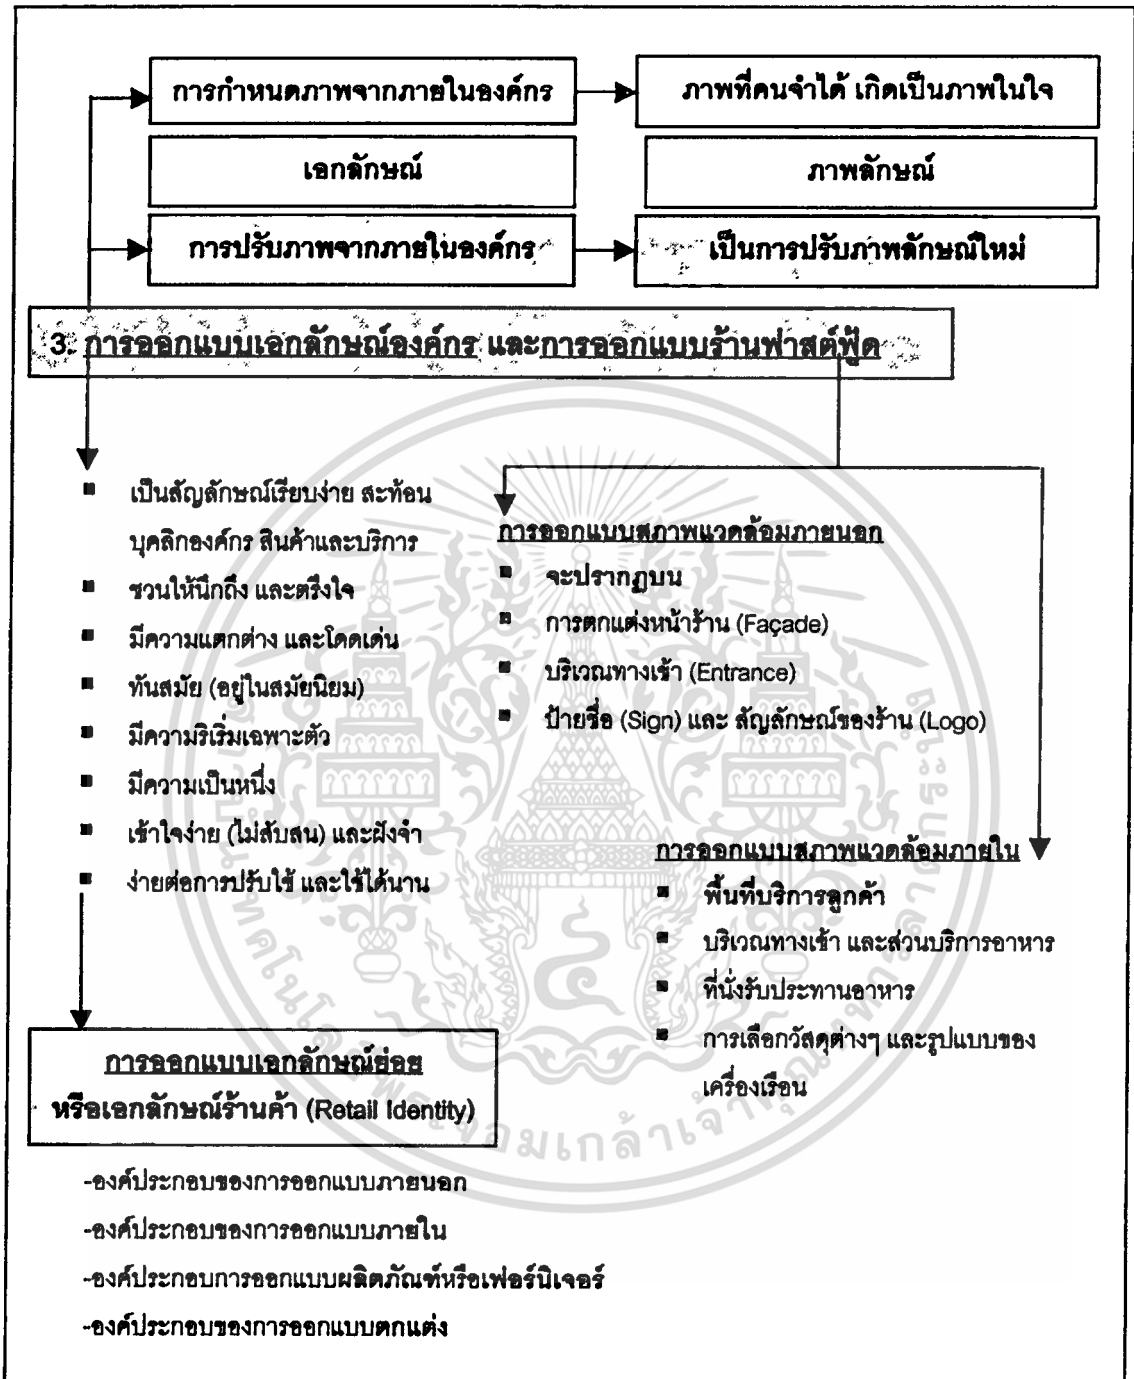 การกำหนดภาพจากภายในองค์กร
ภาพที่คนจำได้ เกิดเป็นภาพในใจ
เอกลักษณ์
ภาพลักษณ์
การปรับภาพจากภายในองค์กร
เป็นการปรับภาพลักษณ์ใหม่
3. การออกแบบเอกลักษณ์องค์กร และการออกแบบร้านฟาสต์ฟู้ด
■ เป็นสัญลักษณ์เรียบง่าย สะท้อน
บุคลิกองค์กร สินค้าและบริการ
■ ชวนให้นึกถึง และตรึงใจ
■ มีความแตกต่าง และโดดเด่น
■ ทันสมัย (อยู่ในสมัยนิยม)
■ มีความริเริ่มเฉพาะตัว
■ มีความเป็นหนึ่ง
■ เข้าใจง่าย (ไม่สับสน) และฝังจำ
■ ง่ายต่อการปรับใช้ และใช้ได้นาน
การออกแบบสภาพแวดล้อมภายนอก
■ จะปรากฏบน
■ การตกแต่งหน้าร้าน (Façade)
■ บริเวณทางเข้า (Entrance)
■ ป้ายชื่อ (Sign) และ สัญลักษณ์ของร้าน (Logo)
การออกแบบสภาพแวดล้อมภายใน
■ พื้นที่บริการลูกค้า
■ บริเวณทางเข้า และส่วนบริการอาหาร
■ ที่นั่งรับประทานอาหาร
■ การเลือกวัสดุต่างๆ และรูปแบบของ
เครื่องเรือน
การออกแบบเอกลักษณ์ย่อย
หรือเอกลักษณ์ร้านค้า (Retail Identity)
-องค์ประกอบของการออกแบบภายนอก
-องค์ประกอบของการออกแบบภายใน
-องค์ประกอบการออกแบบผลิตภัณฑ์หรือเฟอร์นิเจอร์
-องค์ประกอบของการออกแบบตกแต่ง